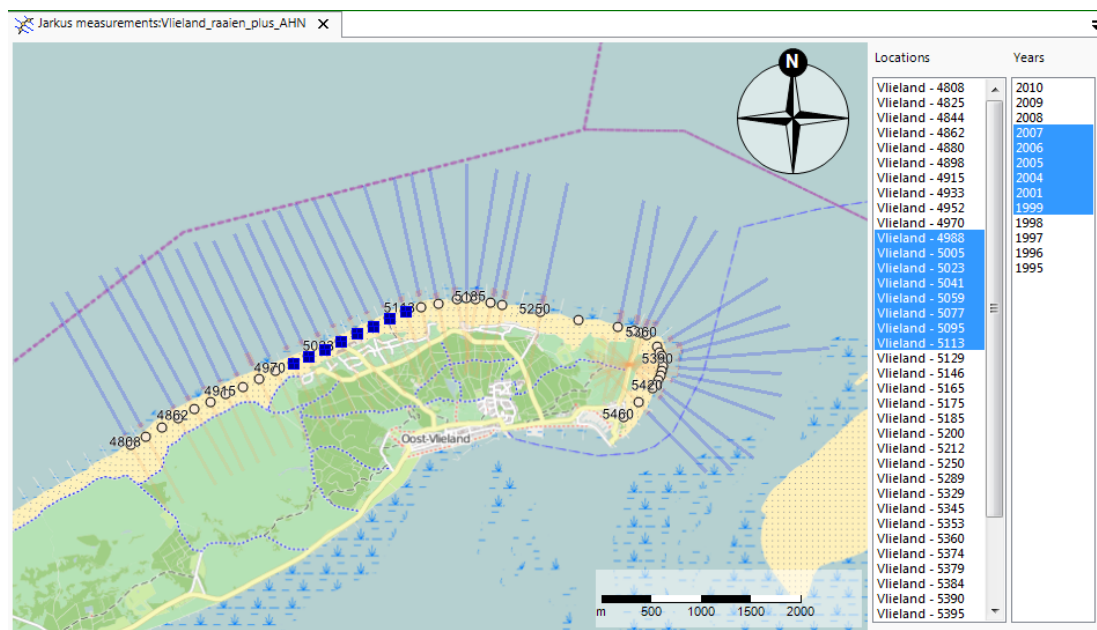 Jarkus measurements:Vlieland_raaien_plus_AHN X
Locations
Years
N
Vlieland - 4808
Vlieland - 4825
Vlieland - 4844
Vlieland - 4862
Vlieland - 4880
Vlieland - 4898
Vlieland - 4915
Vlieland - 4933
Vlieland - 4952
Vlieland - 4970
Vlieland - 4988
Vlieland - 5005
Vlieland - 5023
Vlieland - 5041
Vlieland - 5059
Vlieland - 5077
Vlieland - 5095
Vlieland - 5113
Vlieland - 5129
Vlieland - 5146
Vlieland - 5165
Vlieland - 5175
Vlieland - 5185
Vlieland - 5200
Vlieland - 5212
Vlieland - 5250
Vlieland - 5289
Vlieland - 5329
Vlieland - 5345
Vlieland - 5353
Vlieland - 5360
Vlieland - 5374
Vlieland - 5379
Vlieland - 5384
Vlieland - 5390
Vlieland - 5395
2010
2009
2008
2007
2006
2005
2004
2001
1999
1998
1997
1996
1995
5185
5113
5250
5360
5023
5390
4970
4915
5420
4862
5460
4808
Oost-Vlieland
m 500 1000 1500 2000